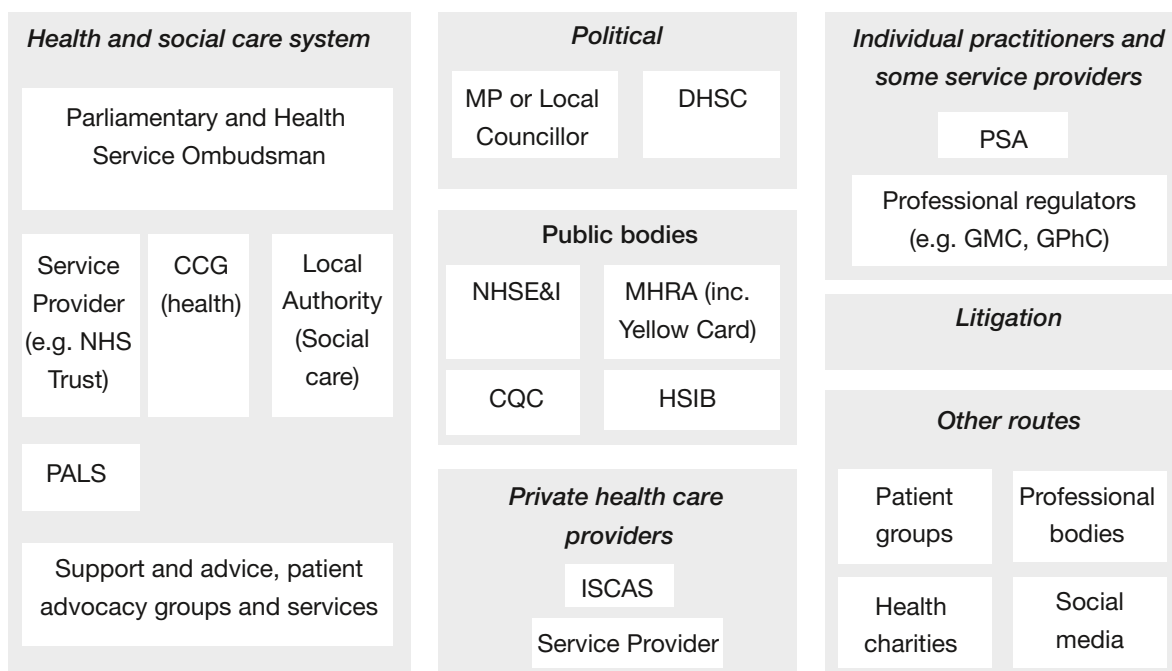 Health and social care system
Parliamentary and Health
Service Ombudsman
Service
Provider
(e.g. NHS
Trust)
CCG
(health)
Local
Authority
(Social
care)
PALS
Support and advice, patient
advocacy groups and services
Political
MP or Local
Councillor
DHSC
Public bodies
NHSE&I
MHRA (inc.
Yellow Card)
CQC
HSIB
Private health care
providers
ISCAS
Service Provider
Individual practitioners and
some service providers
PSA
Professional regulators
(e.g. GMC, GPhC)
Litigation
Other routes
Patient
groups
Professional
bodies
Health
charities
Social
media